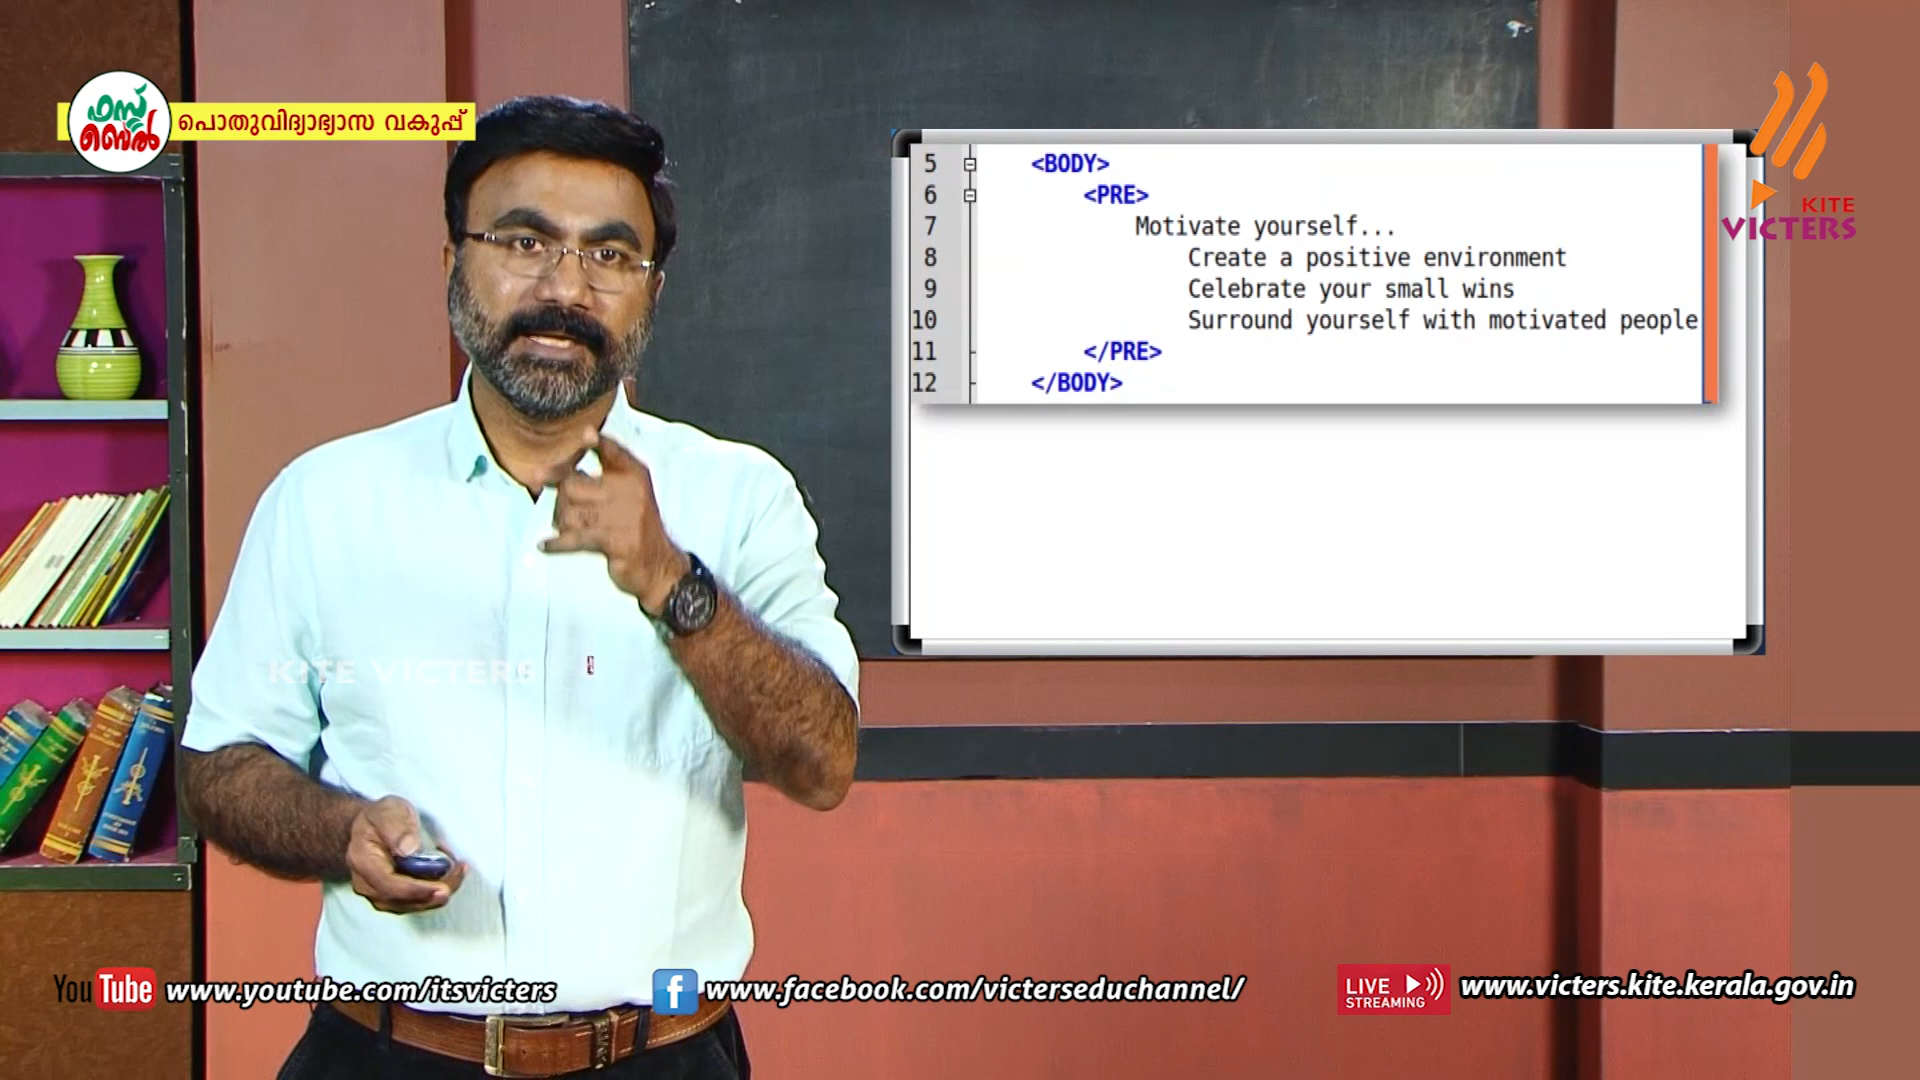 ഫസ്റ്റ്
ബെൽ
പൊതുവിദ്യാഭ്യാസ വകുപ്പ്
5 <BODY>
6 <PRE>
7 Motivate yourself...
8 Create a positive environment
9 Celebrate your small wins
10 Surround yourself with motivated people
11 </PRE>
12 </BODY>
KITE
VICTERS
KITE VICTERS
YouTube www.youtube.com/itsvicters
f www.facebook.com/victerseduchannel/
LIVE
STREAMING
www.victers.kite.kerala.gov.in